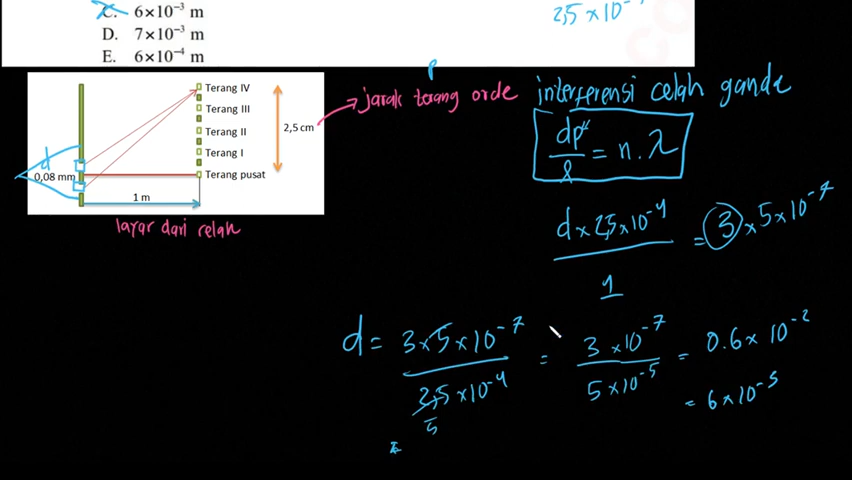 C. 6×10⁻³ m
D. 7×10⁻³ m
E. 6×10⁻⁴ m
Terang IV
Terang III
Terang II
Terang I
Terang pusat
2,5 cm
d
0,08 mm
1 m
layar dari celah
P
jarak terang orde
interferensi celah ganda
dp/l = n.λ
d × 2,5 × 10⁻⁴ / 1 = 3 × 5 × 10⁻⁷
d = 3 × 5 × 10⁻⁷ / 2,5 × 10⁻⁴ = 3 × 10⁻⁷ / 5 × 10⁻⁵ = 0.6 × 10⁻²
5
= 6 × 10⁻³